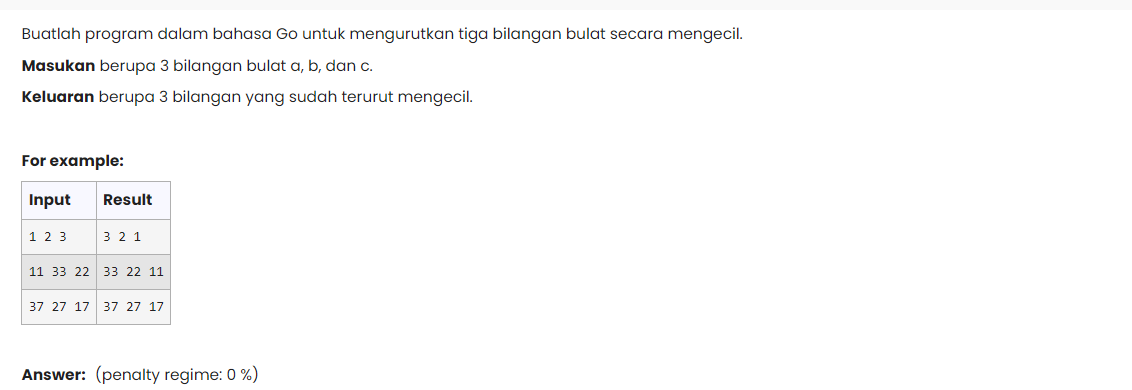 Buatlah program dalam bahasa Go untuk mengurutkan tiga bilangan bulat secara mengecil.
Masukan berupa 3 bilangan bulat a, b, dan c.
Keluaran berupa 3 bilangan yang sudah terurut mengecil.
For example:
Input Result
1 2 3 3 2 1
11 33 22 33 22 11
37 27 17 37 27 17
Answer: (penalty regime: 0 %)